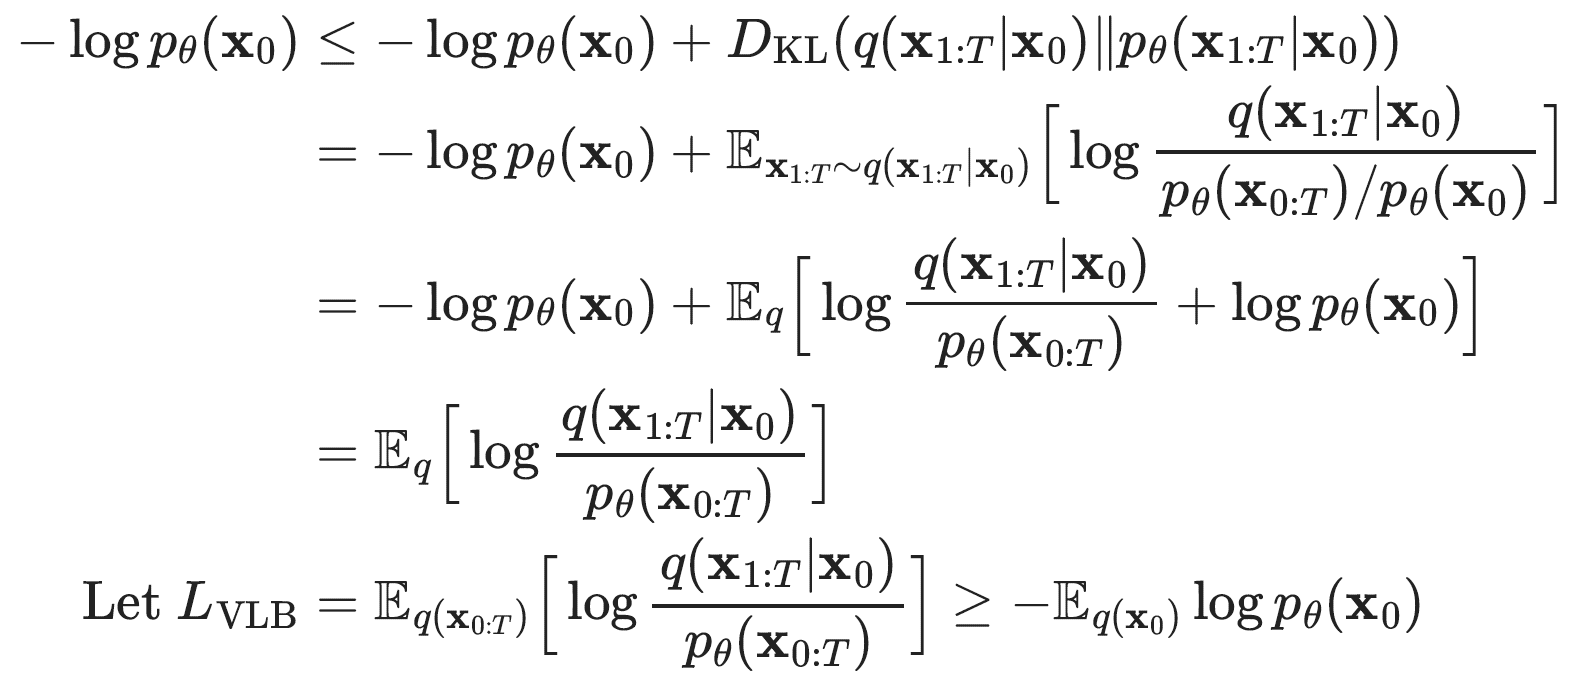 $-\log p_\theta(\mathbf{x}_0) \leq -\log p_\theta(\mathbf{x}_0) + D_{\text{KL}}(q(\mathbf{x}_{1:T}|\mathbf{x}_0) \| p_\theta(\mathbf{x}_{1:T}|\mathbf{x}_0))$
$= -\log p_\theta(\mathbf{x}_0) + \mathbb{E}_{\mathbf{x}_{1:T} \sim q(\mathbf{x}_{1:T}|\mathbf{x}_0)} \Big[ \log \frac{q(\mathbf{x}_{1:T}|\mathbf{x}_0)}{p_\theta(\mathbf{x}_{0:T}) / p_\theta(\mathbf{x}_0)} \Big]$
$= -\log p_\theta(\mathbf{x}_0) + \mathbb{E}_q \Big[ \log \frac{q(\mathbf{x}_{1:T}|\mathbf{x}_0)}{p_\theta(\mathbf{x}_{0:T})} + \log p_\theta(\mathbf{x}_0) \Big]$
$= \mathbb{E}_q \Big[ \log \frac{q(\mathbf{x}_{1:T}|\mathbf{x}_0)}{p_\theta(\mathbf{x}_{0:T})} \Big]$
$\text{Let } L_{\text{VLB}} = \mathbb{E}_{q(\mathbf{x}_{0:T})} \Big[ \log \frac{q(\mathbf{x}_{1:T}|\mathbf{x}_0)}{p_\theta(\mathbf{x}_{0:T})} \Big] \geq -\mathbb{E}_{q(\mathbf{x}_0)} \log p_\theta(\mathbf{x}_0)$